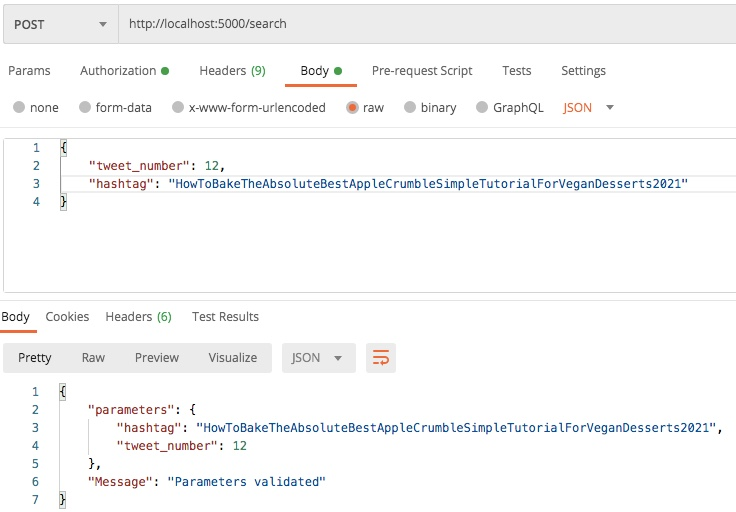 POST http://localhost:5000/search
Params Authorization Headers (9) Body Pre-request Script Tests Settings
none form-data x-www-form-urlencoded raw binary GraphQL JSON
1 {
2 "tweet_number": 12,
3 "hashtag": "HowToBakeTheAbsoluteBestAppleCrumbleSimpleTutorialForVeganDesserts2021"
4 }
Body Cookies Headers (6) Test Results
Pretty Raw Preview Visualize JSON
1 {
2 "parameters": {
3 "hashtag": "HowToBakeTheAbsoluteBestAppleCrumbleSimpleTutorialForVeganDesserts2021",
4 "tweet_number": 12
5 },
6 "Message": "Parameters validated"
7 }